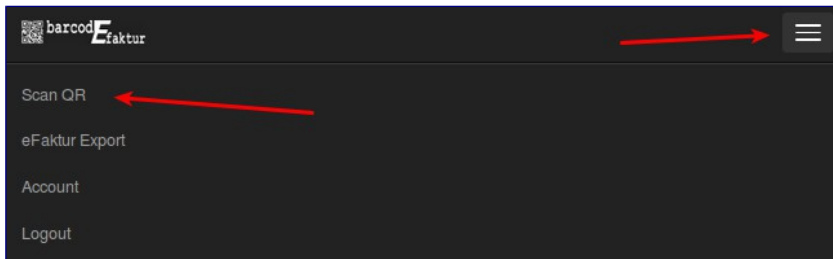 barcodEfaktur
Scan QR
eFaktur Export
Account
Logout